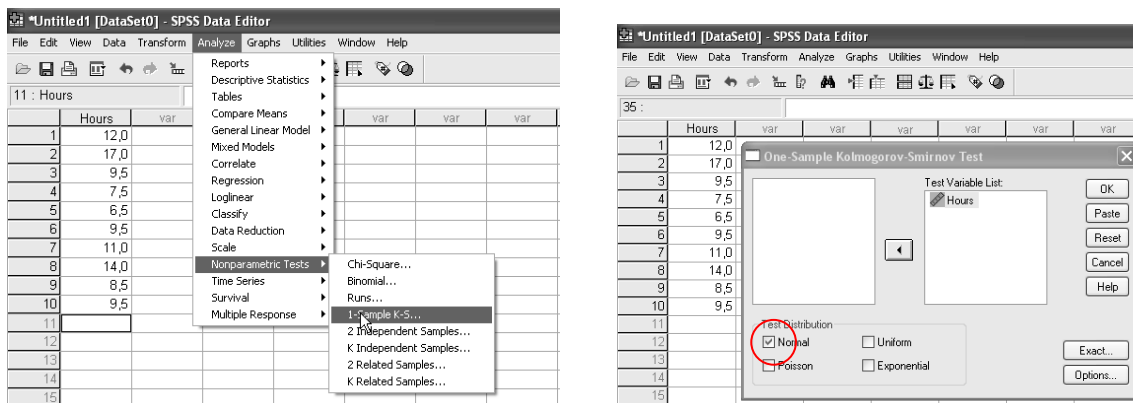 *Untitled1 [DataSet0] - SPSS Data Editor
File Edit View Data Transform Analyze Graphs Utilities Window Help
11 : Hours
Hours var var var var
1 12,0
2 17,0
3 9,5
4 7,5
5 6,5
6 9,5
7 11,0
8 14,0
9 8,5
10 9,5
11
12
13
14
15
Reports
Descriptive Statistics
Tables
Compare Means
General Linear Model
Mixed Models
Correlate
Regression
Loglinear
Classify
Data Reduction
Scale
Nonparametric Tests
Time Series
Survival
Multiple Response
Chi-Square...
Binomial...
Runs...
1-Sample K-S...
2 Independent Samples...
K Independent Samples...
2 Related Samples...
K Related Samples...
*Untitled1 [DataSet0] - SPSS Data Editor
File Edit View Data Transform Analyze Graphs Utilities Window Help
35 :
Hours var var var var var var
1 12,0
2 17,0
3 9,5
4 7,5
5 6,5
6 9,5
7 11,0
8 14,0
9 8,5
10 9,5
11
12
13
14
15
One-Sample Kolmogorov-Smirnov Test
Test Variable List:
Hours
OK
Paste
Reset
Cancel
Help
Test Distribution
Normal Uniform
Poisson Exponential
Exact...
Options...